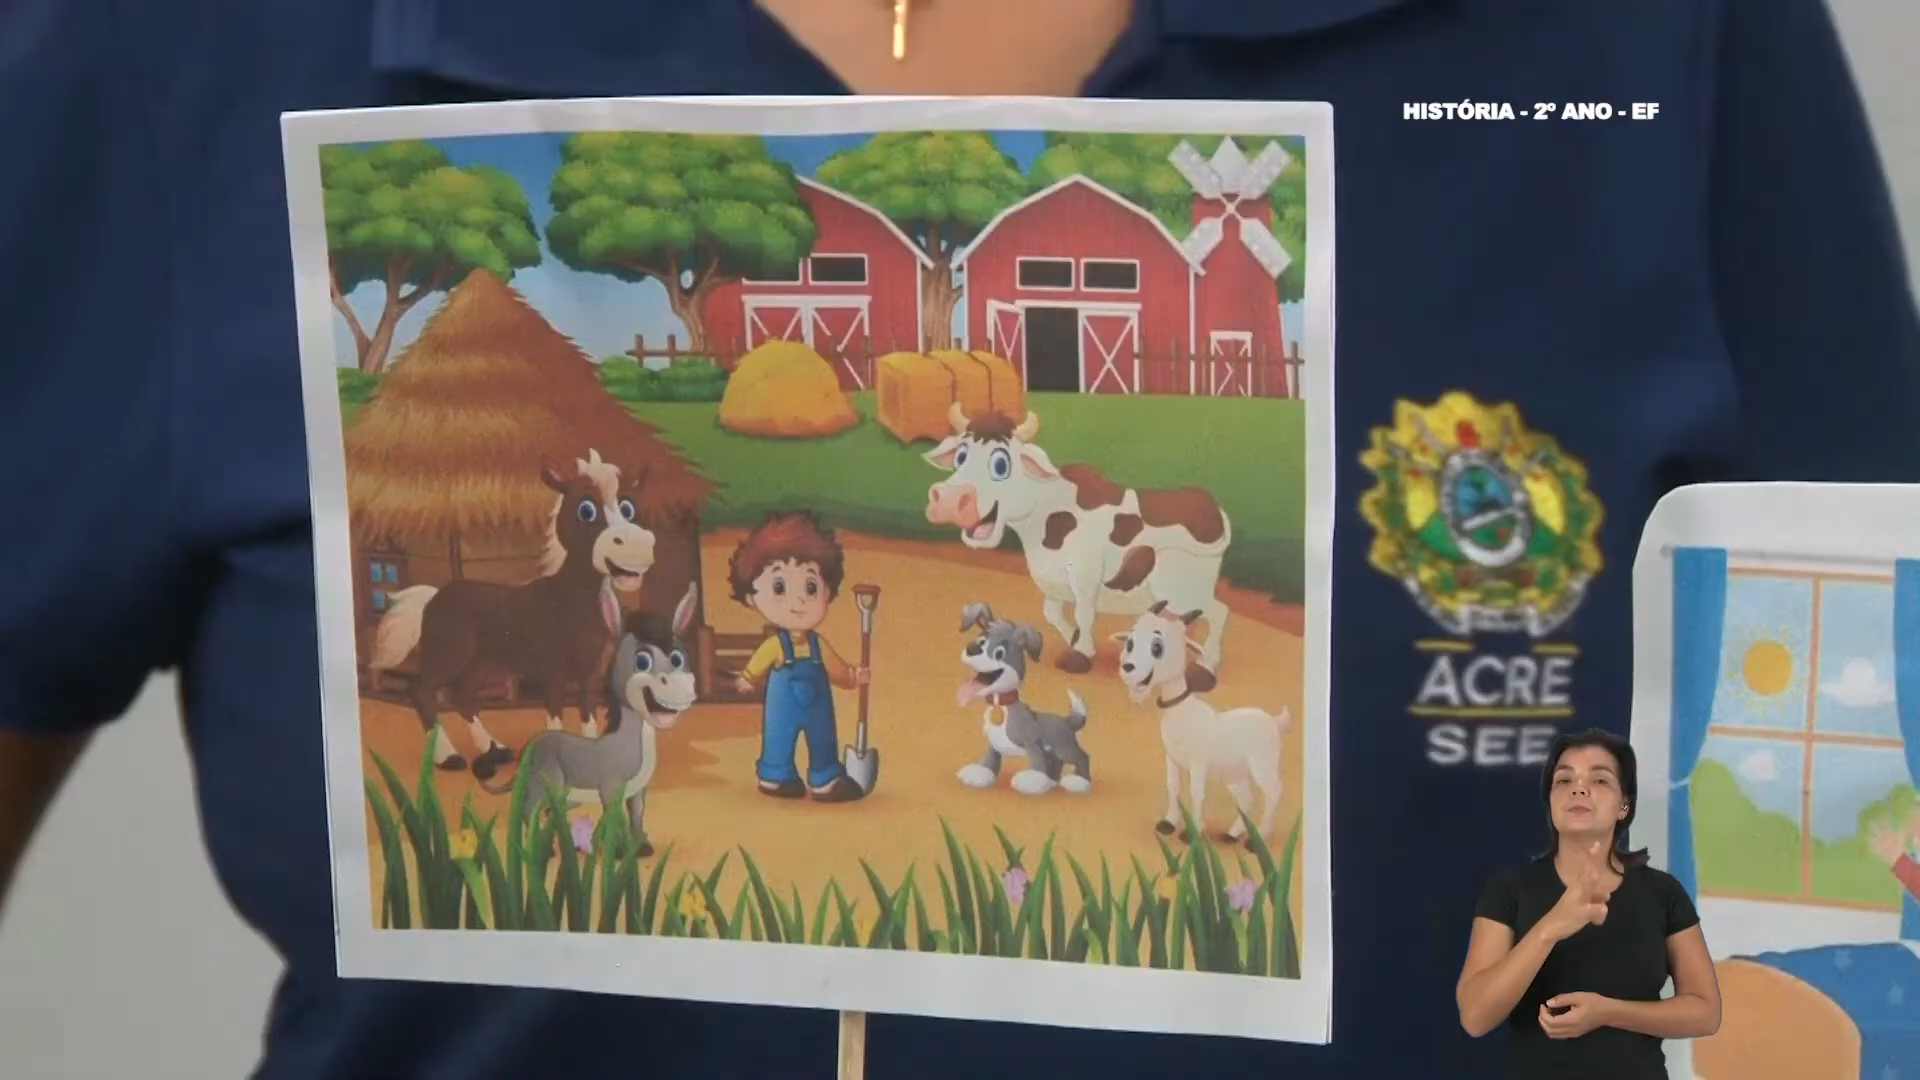 HISTÓRIA - 2º ANO - EF
ACRE
SEE